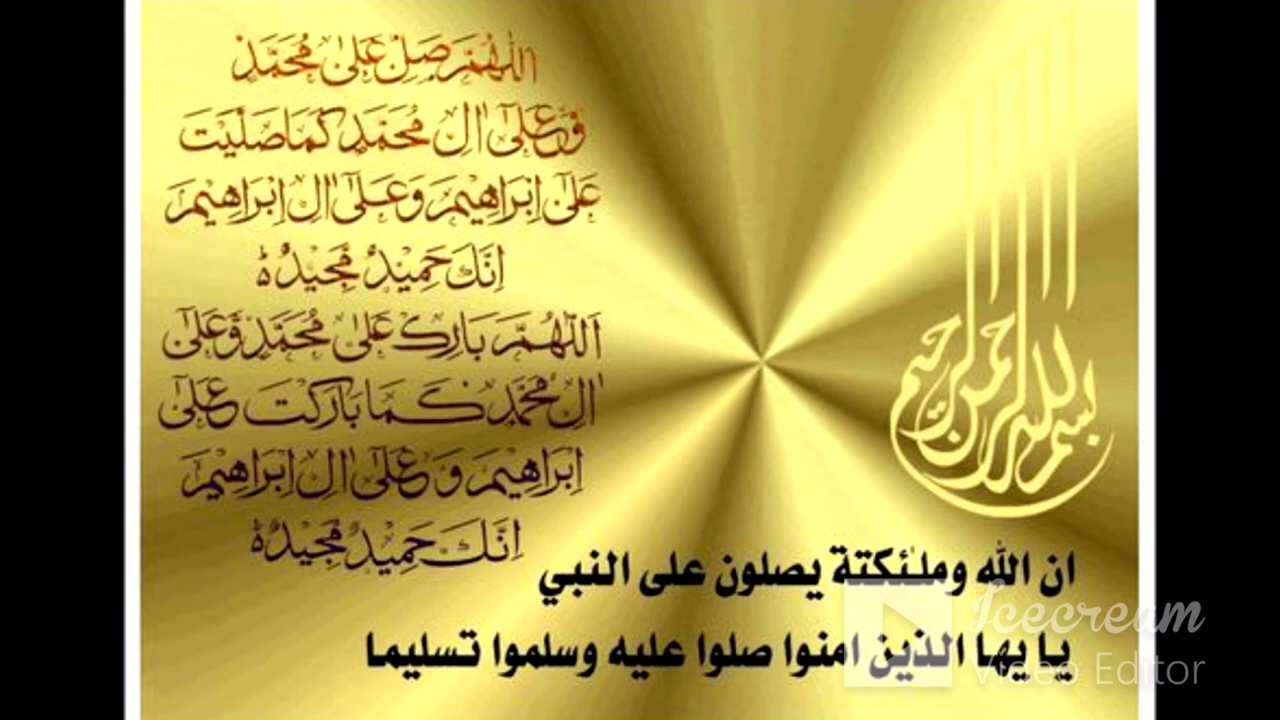 اللهم صل على محمد
وعلى ال محمد كما صليت
على ابراهيم وعلى ال ابراهيم
انك حميد مجيد
اللهم بارك على محمد وعلى
ال محمد كما باركت على
ابراهيم وعلى ال ابراهيم
انك حميد مجيد
بسم الله الرحمن الرحيم
ان الله وملئكتة يصلون على النبي
يا يها الذين امنوا صلوا عليه وسلموا تسليما
Icecream
Video Editor